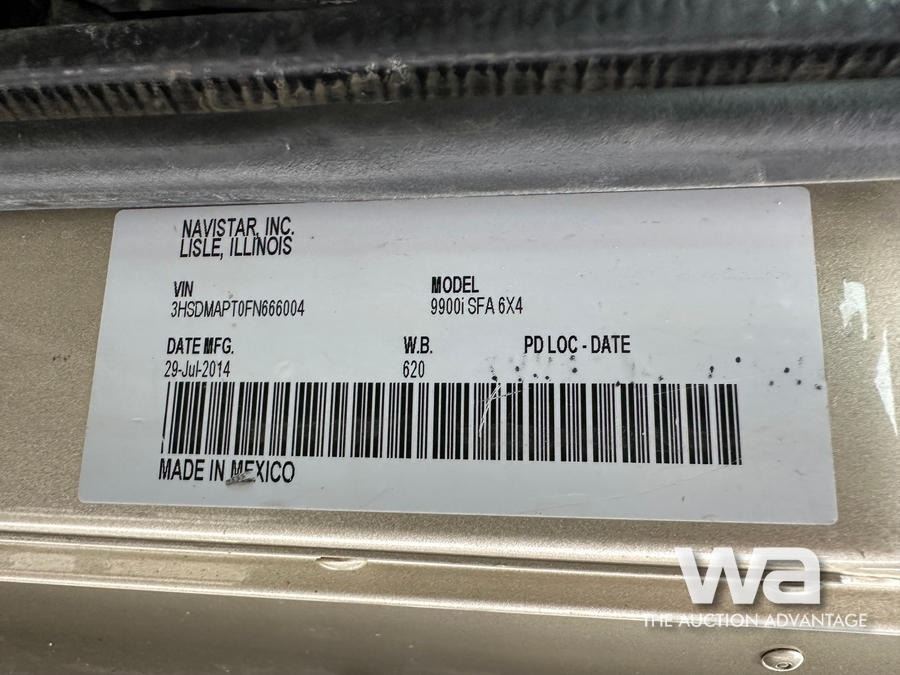 NAVISTAR, INC.
LISLE, ILLINOIS
VIN
3HSDMAPT0FN666004
MODEL
9900i SFA 6X4
DATE MFG.
29-Jul-2014
W.B.
620
PD LOC - DATE
MADE IN MEXICO
wa
THE AUCTION ADVANTAGE